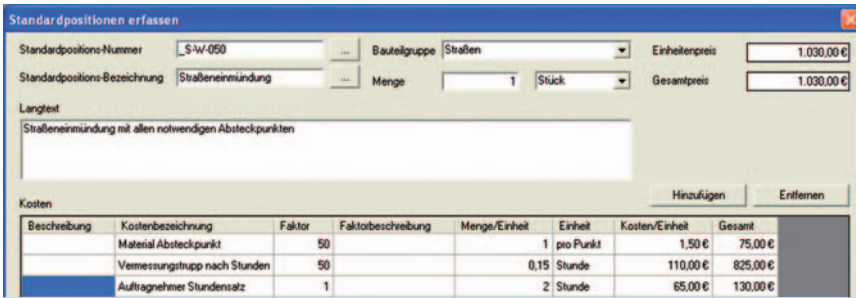 Standardpositionen erfassen
Standardpositions-Nummer _S-W-050 ... Bauteilgruppe Straßen Einheitenpreis 1.030,00 €
Standardpositions-Bezeichnung Straßeneinmündung ... Menge 1 Stück Gesamtpreis 1.030,00 €
Langtext
Straßeneinmündung mit allen notwendigen Absteckpunkten
Hinzufügen Entfernen
Kosten
Beschreibung Kostenbezeichnung Faktor Faktorbeschreibung Menge/Einheit Einheit Kosten/Einheit Gesamt
Material Absteckpunkt 50 1 pro Punkt 1,50 € 75,00 €
Vermessungstrupp nach Stunden 50 0,15 Stunde 110,00 € 825,00 €
Auftragnehmer Stundensatz 1 2 Stunde 65,00 € 130,00 €